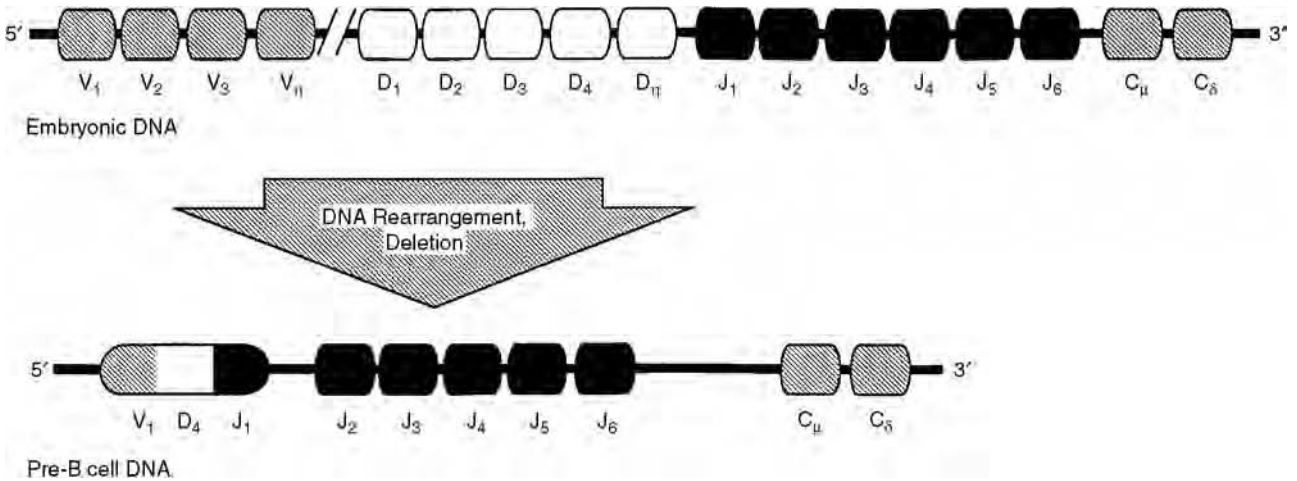 5′ 3″
V₁ V₂ V₃ Vₙ D₁ D₂ D₃ D₄ Dₙ J₁ J₂ J₃ J₄ J₅ J₆ Cμ Cδ
Embryonic DNA
DNA Rearrangement,
Deletion
5′ 3′
V₁ D₄ J₁ J₂ J₃ J₄ J₅ J₆ Cμ Cδ
Pre-B cell DNA